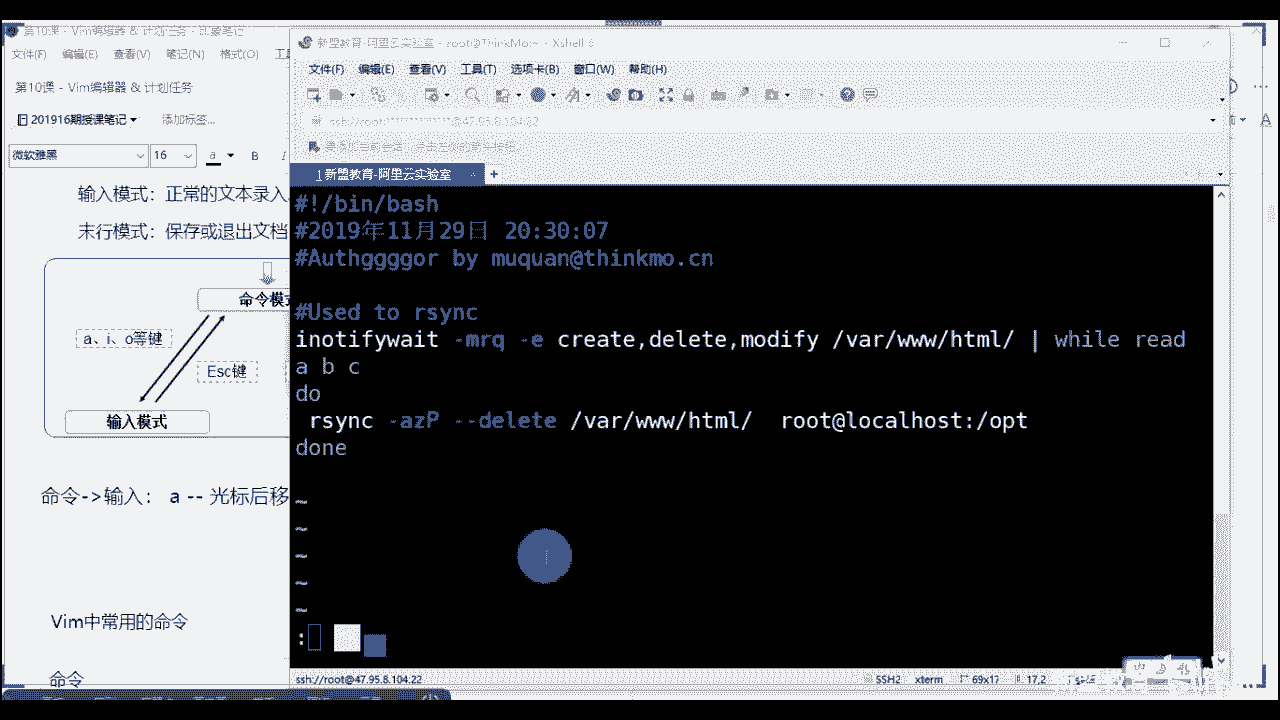 第10课 - Vim编辑器 & 计划任务 - 印象笔记
文件(F) 编辑(E) 查看(V) 笔记(N) 格式(O)
第10课 - Vim编辑器 & 计划任务
201916期授课笔记 添加标签...
微软雅黑 16 a B I
输入模式：正常的文本录入
末行模式：保存或退出文档
命令模式
a、i、o等键
Esc键
输入模式
命令->输入： a -- 光标后移
Vim中常用的命令
命令
新盟教育-阿里云实验室 - root@ThinkMo:~ - Xshell 6
文件(F) 编辑(E) 查看(V) 工具(T) 选项卡(B) 窗口(W) 帮助(H)
1 新盟教育-阿里云实验室
#!/bin/bash
#2019年11月29日 20:30:07
#Authggggor by muquan@thinkmo.cn
#Used to rsync
inotifywait -mrq -e create,delete,modify /var/www/html/ | while read
a b c
do
rsync -azP --delete /var/www/html/ root@localhost:/opt
done
~
~
~
~
~
:
ssh://root@47.95.8.104:22 SSH2 xterm 69x17 17,2